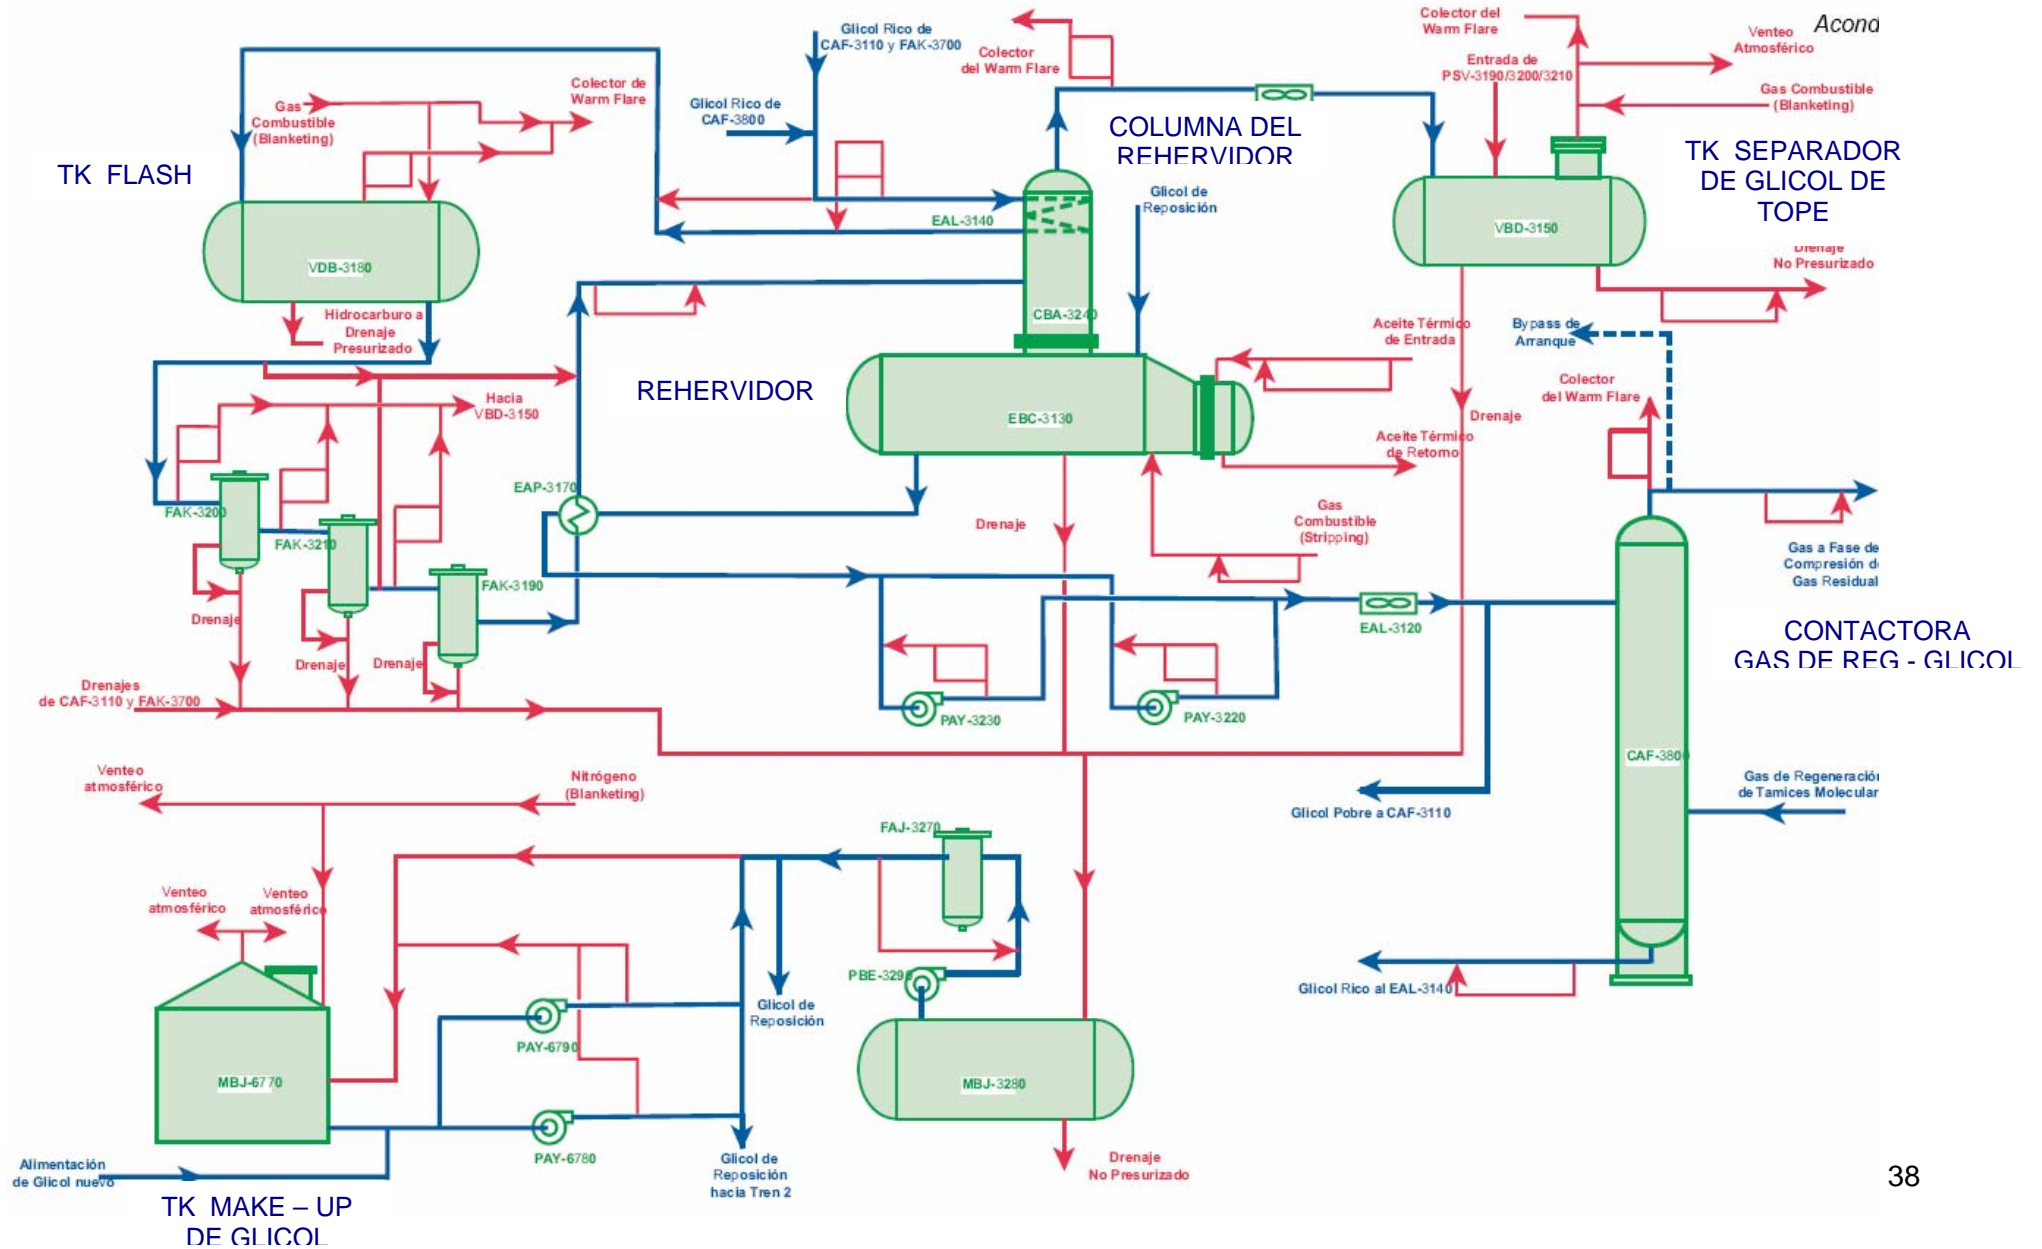 Acond
Glicol Rico de
CAF-3110 y FAK-3700
Colector
del Warm Flare
Colector del
Warm Flare
Venteo
Atmosférico
Entrada de
PSV-3190/3200/3210
Gas Combustible
(Blanketing)
Colector de
Warm Flare
Gas
Combustible
(Blanketing)
Glicol Rico de
CAF-3800
COLUMNA DEL
REHERVIDOR
TK SEPARADOR
DE GLICOL DE
TOPE
TK FLASH
Glicol de
Reposición
EAL-3140
VBD-3150
Drenaje
No Presurizado
VDB-3180
Hidrocarburo a
Drenaje
Presurizado
CBA-3240
Aceite Térmico
de Entrada
Bypass de
Arranque
REHERVIDOR
Hacia
VBD-3150
EBC-3130
Colector
del Warm Flare
Drenaje
Aceite Térmico
de Retorno
EAP-3170
FAK-3200
FAK-3210
FAK-3190
Drenaje
Gas
Combustible
(Stripping)
Gas a Fase de
Compresión d
Gas Residual
Drenaje
Drenaje
Drenaje
EAL-3120
CONTACTORA
GAS DE REG - GLICOL
Drenajes
de CAF-3110 y FAK-3700
PAY-3230
PAY-3220
CAF-3800
Venteo
atmosférico
Nitrógeno
(Blanketing)
Gas de Regeneració
de Tamices Molecular
Glicol Pobre a CAF-3110
FAJ-3270
Venteo
atmosférico
Venteo
atmosférico
PBE-3290
Glicol de
Reposición
Glicol Rico al EAL-3140
PAY-6790
MBJ-6770
MBJ-3280
PAY-6780
Alimentación
de Glicol nuevo
Glicol de
Reposición
hacia Tren 2
Drenaje
No Presurizado
38
TK MAKE – UP
DE GLICOL